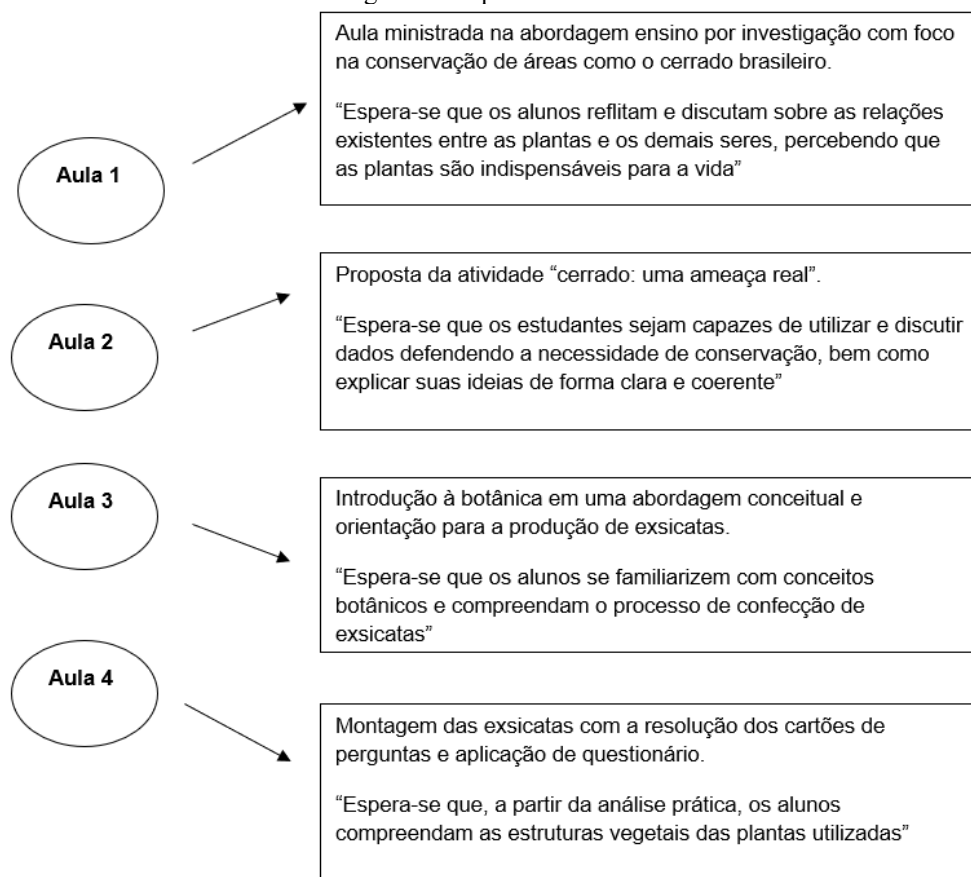 Aula ministrada na abordagem ensino por investigação com foco
na conservação de áreas como o cerrado brasileiro.
“Espera-se que os alunos reflitam e discutam sobre as relações
existentes entre as plantas e os demais seres, percebendo que
as plantas são indispensáveis para a vida”
Aula 1
Proposta da atividade “cerrado: uma ameaça real”.
“Espera-se que os estudantes sejam capazes de utilizar e discutir
dados defendendo a necessidade de conservação, bem como
explicar suas ideias de forma clara e coerente”
Aula 2
Introdução à botânica em uma abordagem conceitual e
orientação para a produção de exsicatas.
“Espera-se que os alunos se familiarizem com conceitos
botânicos e compreendam o processo de confecção de
exsicatas”
Aula 3
Montagem das exsicatas com a resolução dos cartões de
perguntas e aplicação de questionário.
“Espera-se que, a partir da análise prática, os alunos
compreendam as estruturas vegetais das plantas utilizadas”
Aula 4